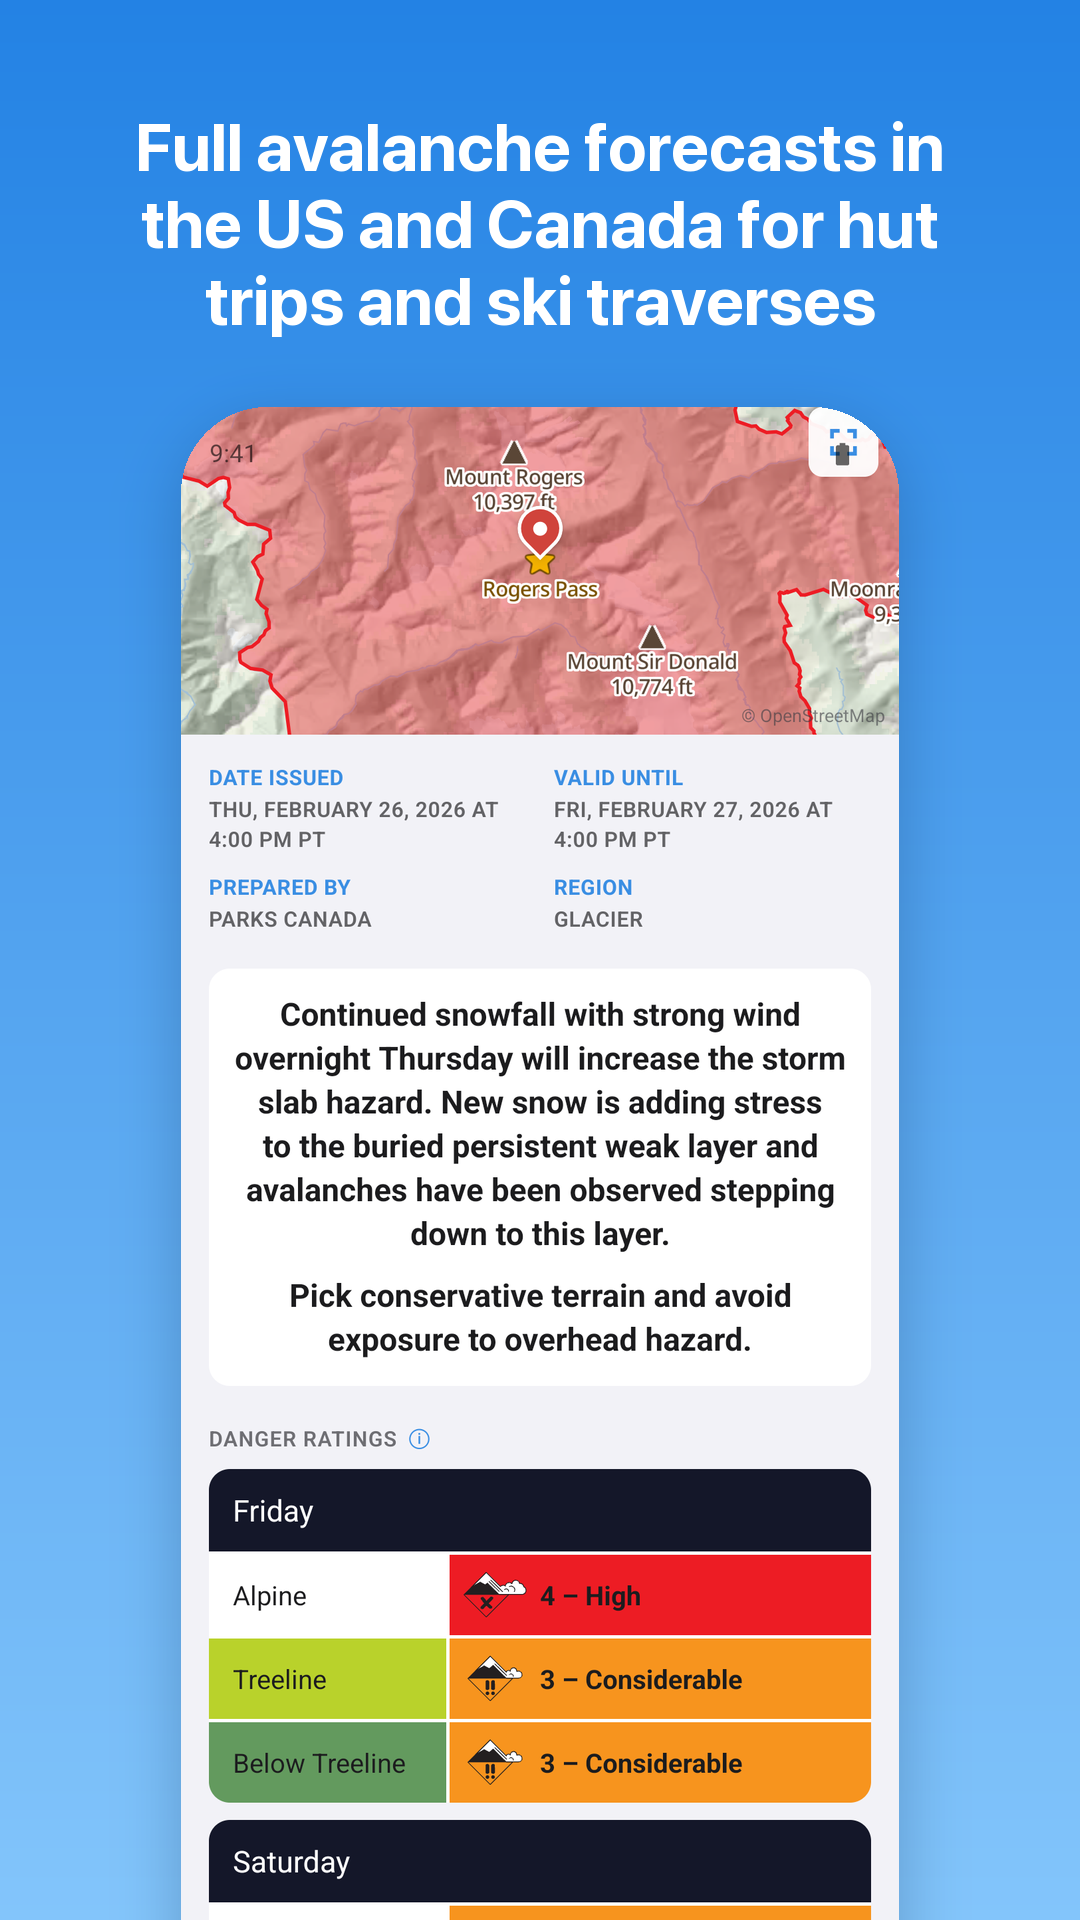 Full avalanche forecasts in
the US and Canada for hut
trips and ski traverses
9:41
Mount Rogers
10,397 ft
Rogers Pass
Moonra
9,3
Mount Sir Donald
10,774 ft
© OpenStreetMap
DATE ISSUED
THU, FEBRUARY 26, 2026 AT
4:00 PM PT
VALID UNTIL
FRI, FEBRUARY 27, 2026 AT
4:00 PM PT
PREPARED BY
PARKS CANADA
REGION
GLACIER
Continued snowfall with strong wind
overnight Thursday will increase the storm
slab hazard. New snow is adding stress
to the buried persistent weak layer and
avalanches have been observed stepping
down to this layer.
Pick conservative terrain and avoid
exposure to overhead hazard.
DANGER RATINGS
Friday
Alpine
4 – High
Treeline
3 – Considerable
Below Treeline
3 – Considerable
Saturday